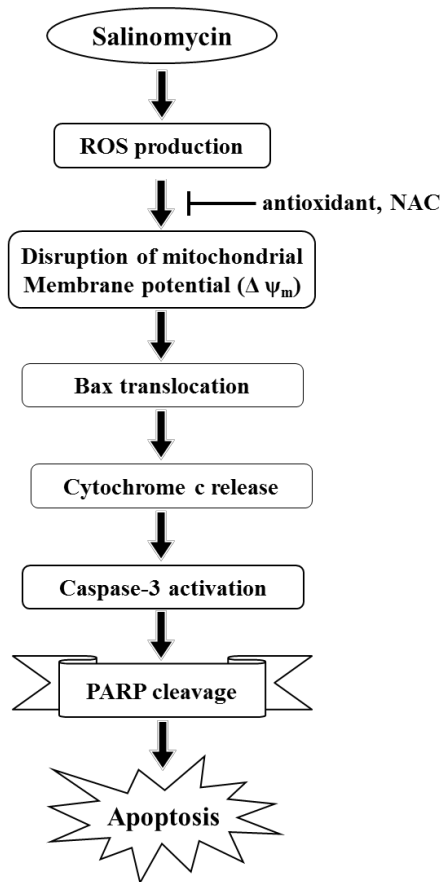 Salinomycin
ROS production
antioxidant, NAC
Disruption of mitochondrial
Membrane potential (Δ ψm)
Bax translocation
Cytochrome c release
Caspase-3 activation
PARP cleavage
Apoptosis